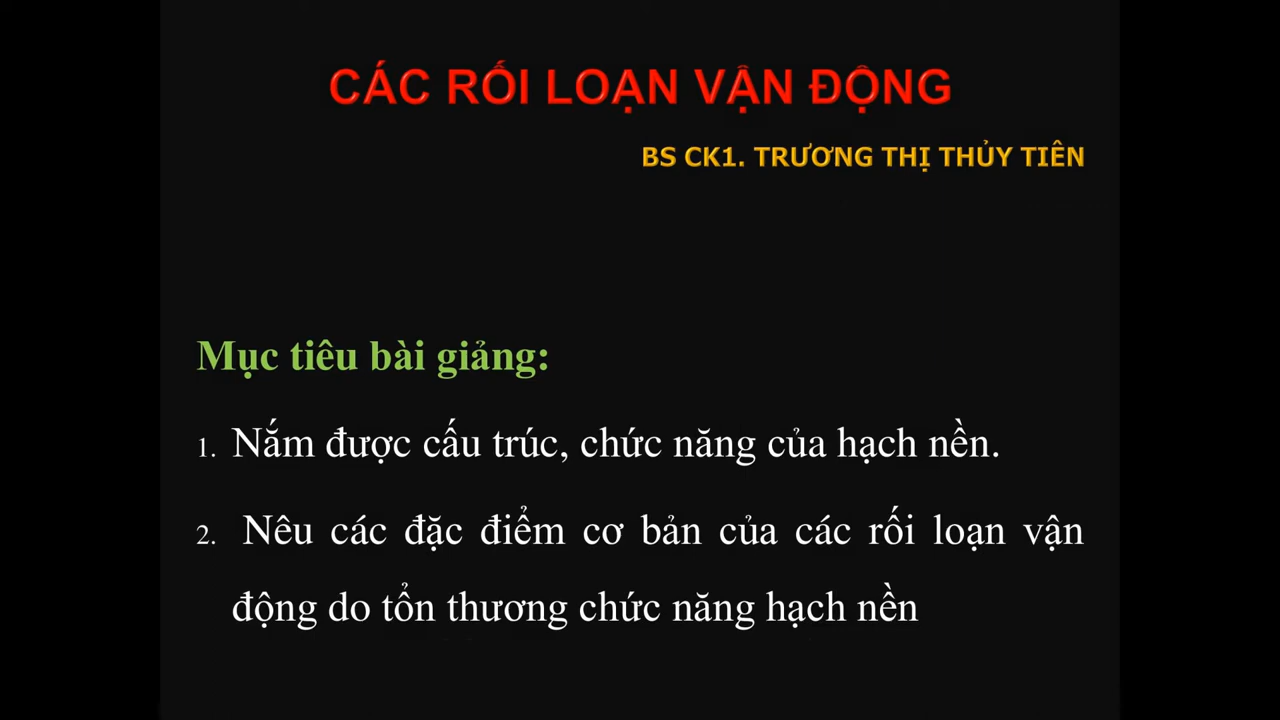 CÁC RỐI LOẠN VẬN ĐỘNG
BS CK1. TRƯƠNG THỊ THỦY TIÊN
Mục tiêu bài giảng:
1. Nắm được cấu trúc, chức năng của hạch nền.
2. Nêu các đặc điểm cơ bản của các rối loạn vận
động do tổn thương chức năng hạch nền